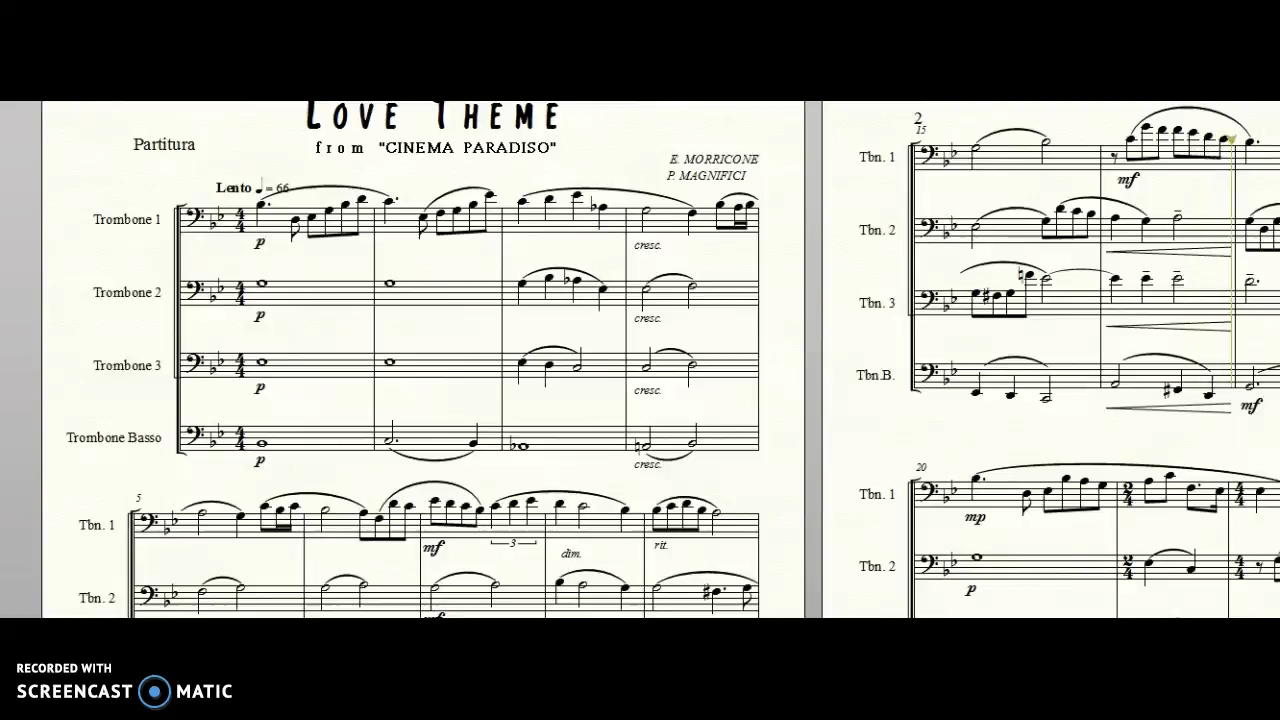 LOVE THEME
from "CINEMA PARADISO"
Partitura
E. MORRICONE
P. MAGNIFICI
Lento ♩ = 66
Trombone 1
p
cresc.
Trombone 2
p
cresc.
Trombone 3
p
cresc.
Trombone Basso
p
cresc.
5
Tbn. 1
mf
3
dim.
rit.
Tbn. 2
2
15
Tbn. 1
mf
Tbn. 2
Tbn. 3
Tbn.B.
mf
20
Tbn. 1
mp
Tbn. 2
p
RECORDED WITH
SCREENCAST MATIC